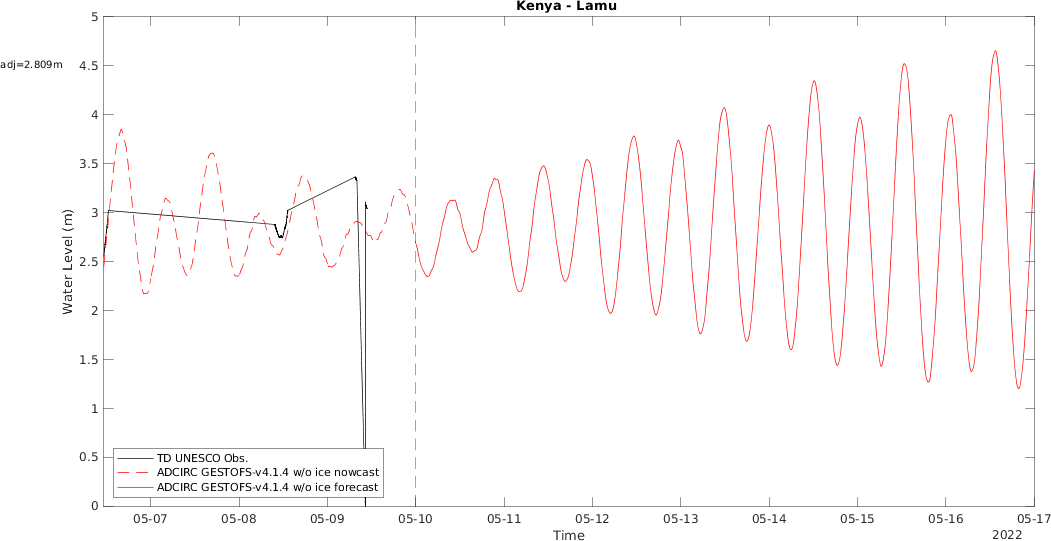 Kenya - Lamu
adj=2.809m
5
4.5
4
3.5
3
2.5
2
1.5
1
0.5
0
Water Level (m)
TD UNESCO Obs.
ADCIRC GESTOFS-v4.1.4 w/o ice nowcast
ADCIRC GESTOFS-v4.1.4 w/o ice forecast
05-07 05-08 05-09 05-10 05-11 05-12 05-13 05-14 05-15 05-16 05-17
Time
2022